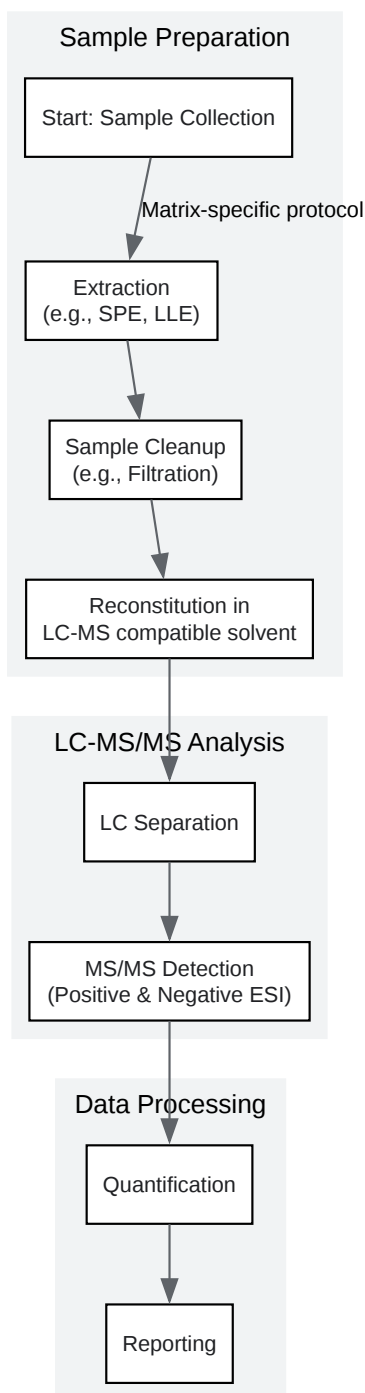 Sample Preparation
Start: Sample Collection
Matrix-specific protocol
Extraction
(e.g., SPE, LLE)
Sample Cleanup
(e.g., Filtration)
Reconstitution in
LC-MS compatible solvent
LC-MS/MS Analysis
LC Separation
MS/MS Detection
(Positive & Negative ESI)
Data Processing
Quantification
Reporting